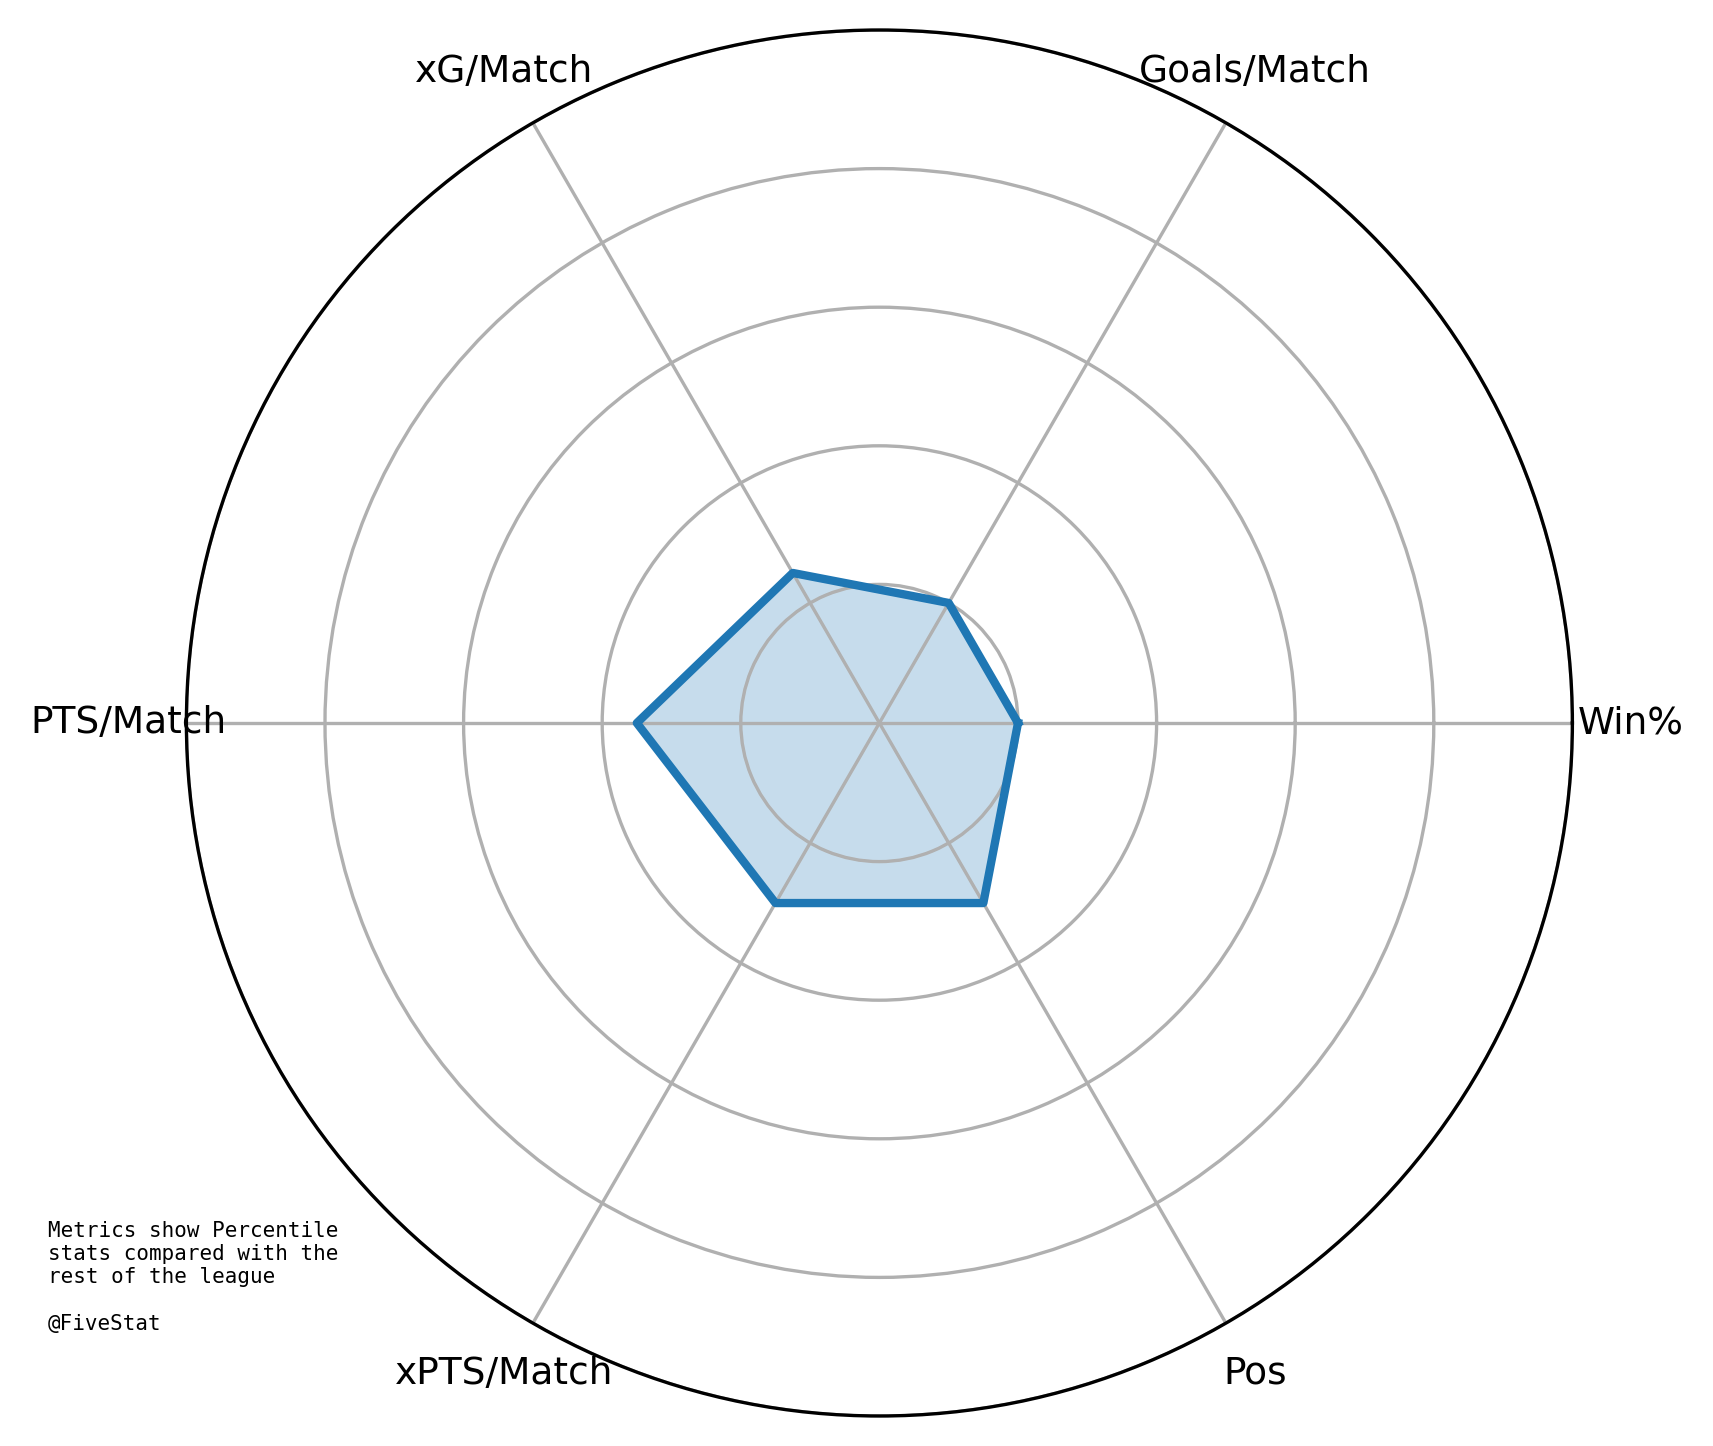 xG/Match
Goals/Match
PTS/Match
Win%
Metrics show Percentile
stats compared with the
rest of the league
@FiveStat
xPTS/Match
Pos